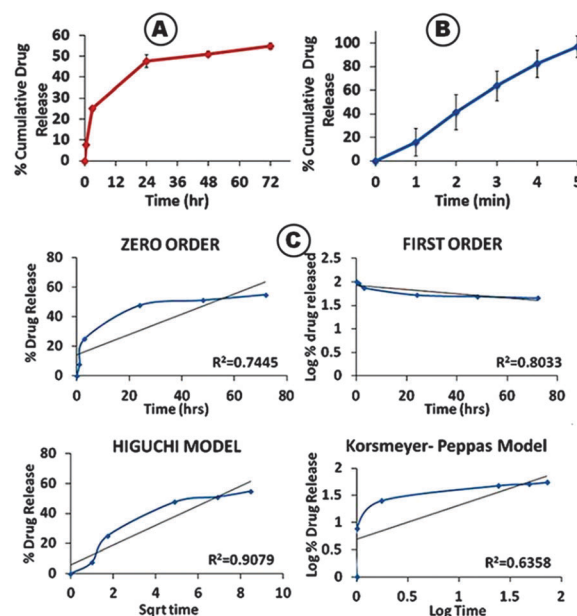 A
60
50
40
30
20
10
0
% Cumulative Drug
Release
0 12 24 36 48 60 72
Time (hr)
B
100
80
60
40
20
0
% Cumulative Drug
Release
0 1 2 3 4 5
Time (min)
C
ZERO ORDER
80
60
40
20
0
% Drug Release
R²=0.7445
0 20 40 60 80
Time (hrs)
FIRST ORDER
2.5
2
1.5
1
0.5
0
Log % drug released
R²=0.8033
0 20 40 60 80
Time (hrs)
HIGUCHI MODEL
80
60
40
20
0
% Drug Release
R²=0.9079
0 2 4 6 8 10
Sqrt time
Korsmeyer- Peppas Model
2
1.5
1
0.5
0
Log % Drug Release
R²=0.6358
0 0.5 1 1.5 2
Log Time